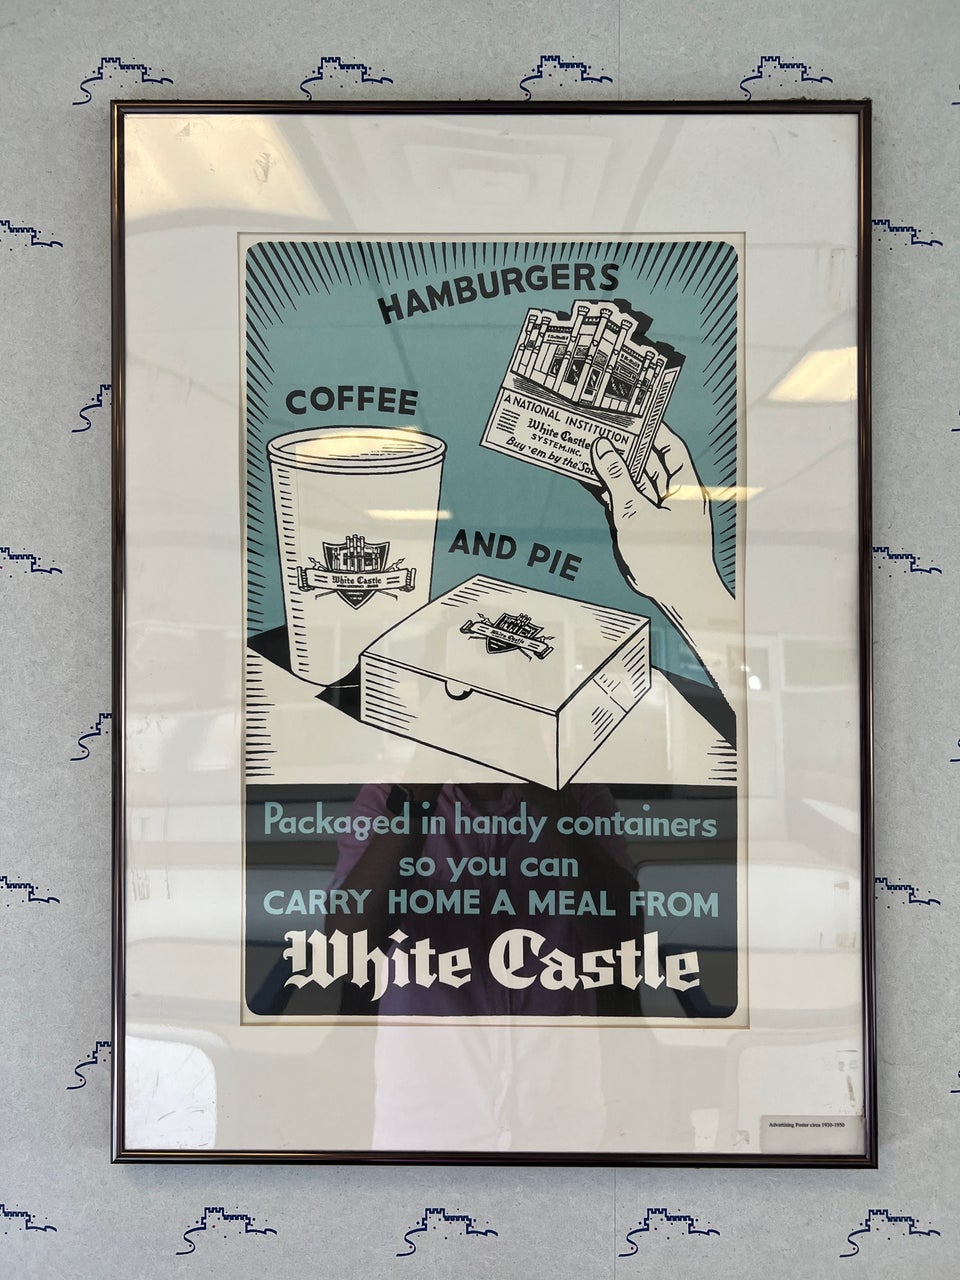 HAMBURGERS
A NATIONAL INSTITUTION
White Castle
SYSTEM. INC.
Buy 'em by the Sac
COFFEE
White Castle
AND PIE
White Castle
Packaged in handy containers
so you can
CARRY HOME A MEAL FROM
White Castle
Advertising Poster circa 1930-1950